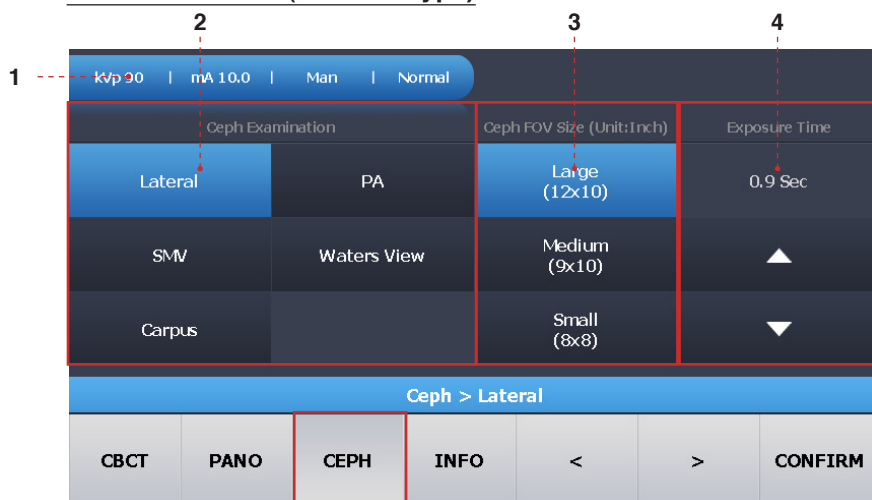 2 3 4
1
kVp 90 | mA 10.0 | Man | Normal
Ceph Examination Ceph FOV Size (Unit:Inch) Exposure Time
Lateral PA Large
(12x10) 0.9 Sec
SMV Waters View Medium
(9x10)
Carpus Small
(8x8)
Ceph > Lateral
CBCT PANO CEPH INFO < > CONFIRM